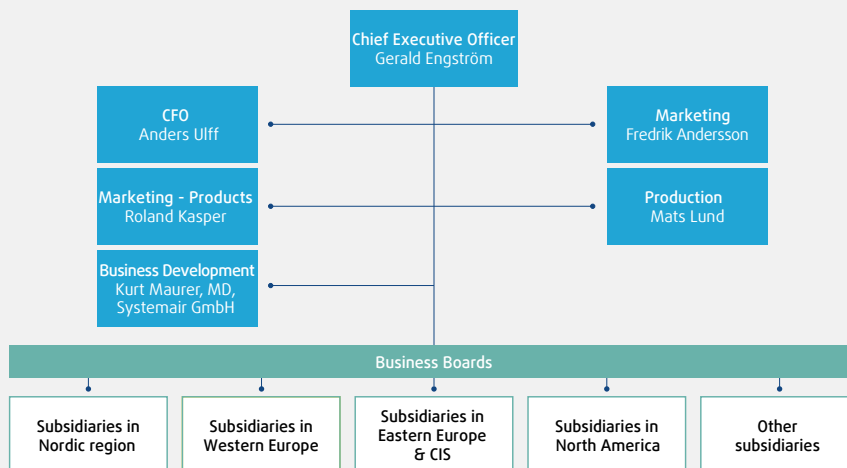 Chief Executive Officer
Gerald Engström
CFO
Anders Ulff
Marketing
Fredrik Andersson
Marketing - Products
Roland Kasper
Production
Mats Lund
Business Development
Kurt Maurer, MD,
Systemair GmbH
Business Boards
Subsidiaries in
Nordic region
Subsidiaries in
Western Europe
Subsidiaries in
Eastern Europe
& CIS
Subsidiaries in
North America
Other
subsidiaries